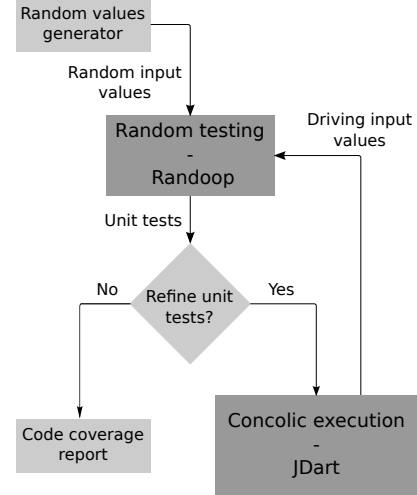 Random values
generator
Random input
values
Driving input
values
Random testing
-
Randoop
Unit tests
Refine unit
tests?
No
Yes
Code coverage
report
Concolic execution
-
JDart